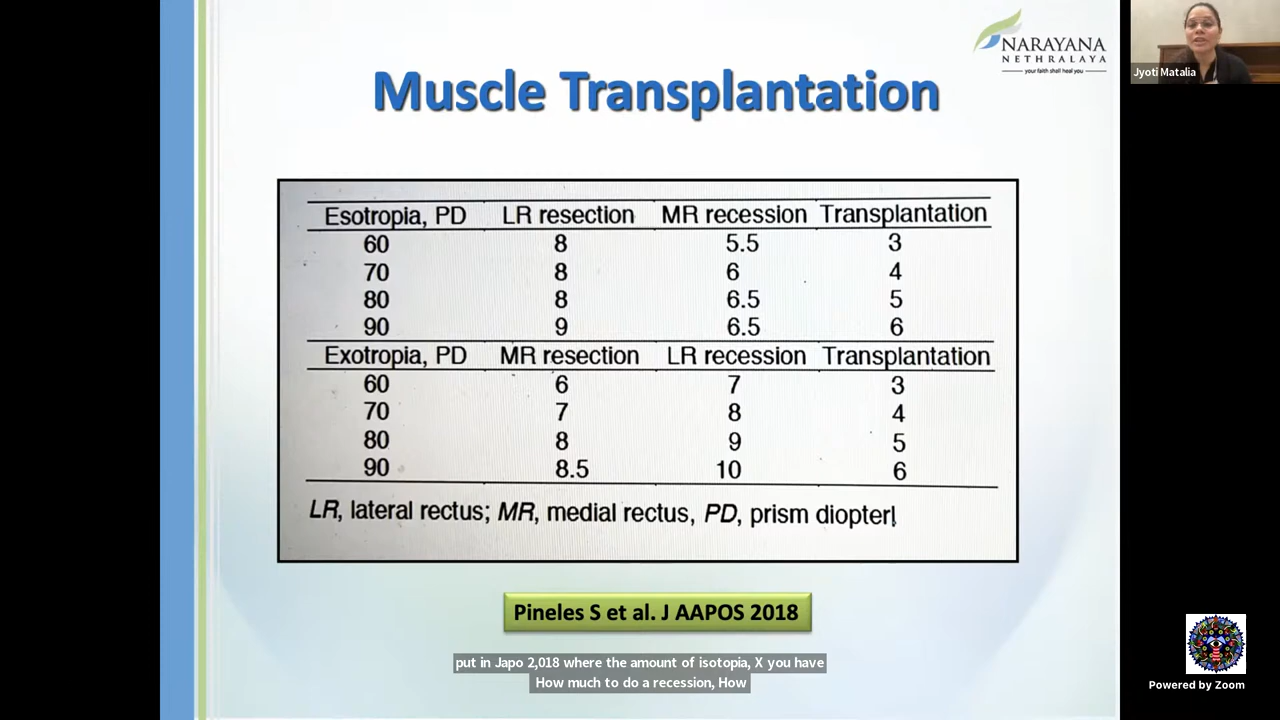 NARAYANA
NETHRALAYA
your faith shall heal you
Jyoti Matalia
Muscle Transplantation
Esotropia, PD LR resection MR recession Transplantation
60 8 5.5 3
70 8 6 4
80 8 6.5 5
90 9 6.5 6
Exotropia, PD MR resection LR recession Transplantation
60 6 7 3
70 7 8 4
80 8 9 5
90 8.5 10 6
LR, lateral rectus; MR, medial rectus, PD, prism diopter
Pineles S et al. J AAPOS 2018
put in Japo 2,018 where the amount of isotopia, X you have
How much to do a recession, How
Powered by Zoom